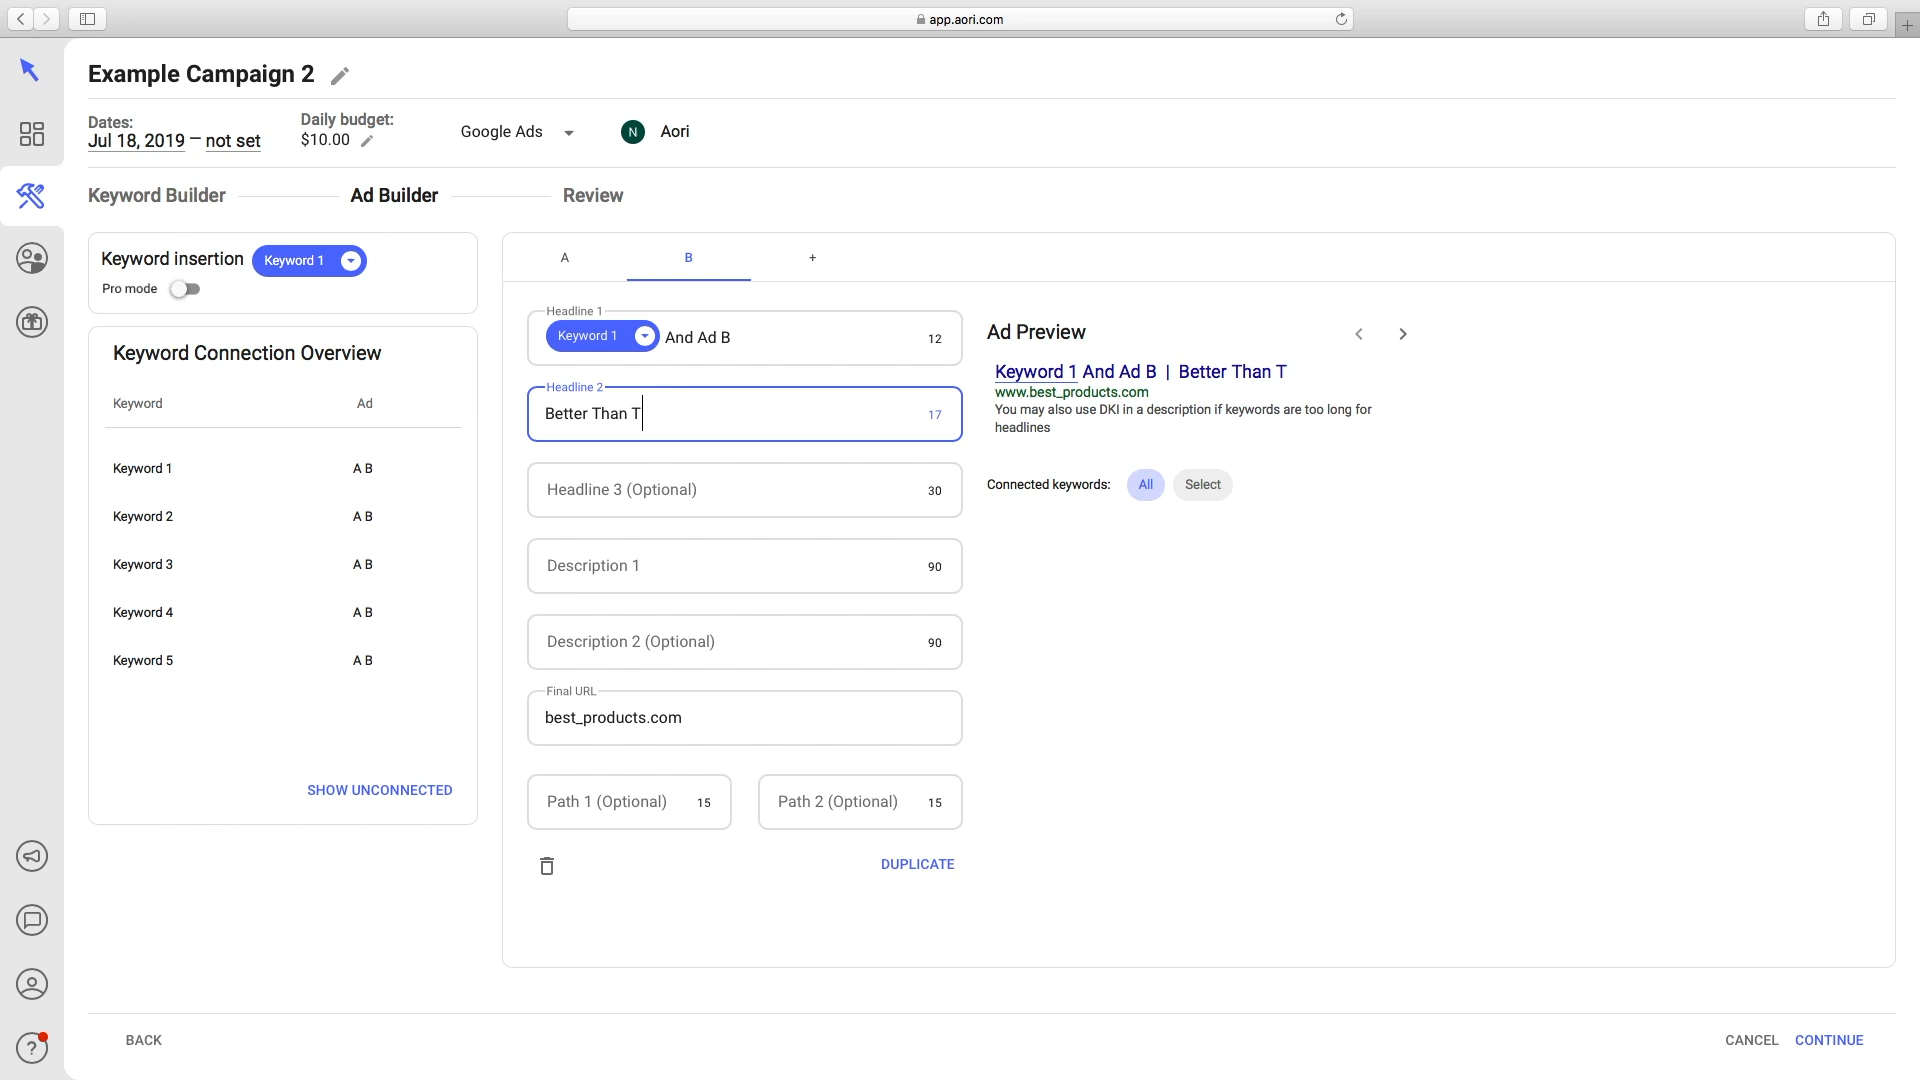 app.aori.com
Example Campaign 2
Dates:
Jul 18, 2019 – not set
Daily budget:
$10.00
Google Ads
N Aori
Keyword Builder
Ad Builder
Review
Keyword insertion Keyword 1
Pro mode
Keyword Connection Overview
Keyword Ad
Keyword 1 A B
Keyword 2 A B
Keyword 3 A B
Keyword 4 A B
Keyword 5 A B
SHOW UNCONNECTED
A B +
Headline 1
Keyword 1 And Ad B 12
Headline 2
Better Than T 17
Headline 3 (Optional) 30
Description 1 90
Description 2 (Optional) 90
Final URL
best_products.com
Path 1 (Optional) 15
Path 2 (Optional) 15
DUPLICATE
Ad Preview
Keyword 1 And Ad B | Better Than T
www.best_products.com
You may also use DKI in a description if keywords are too long for
headlines
Connected keywords: All Select
?
BACK
CANCEL CONTINUE